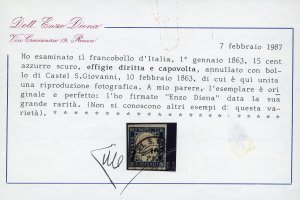 Dott. Enzo Diena
Via Crescenzio 19, Roma
7 febbraio 1987
Ho esaminato il francobollo d'Italia, 1° gennaio 1863, 15 cent.
azzurro scuro, effigie diritta e capovolta, annullato con bol
lo di Castel S.Giovanni, 10 febbraio 1863, di cui è qui unita
una riproduzione fotografica. A mio parere, l'esemplare è ori
ginale e perfetto: l'ho firmato "Enzo Diena" data la sua
grande rarità. (Non si conoscono altri esempi di questa va-
rietà).